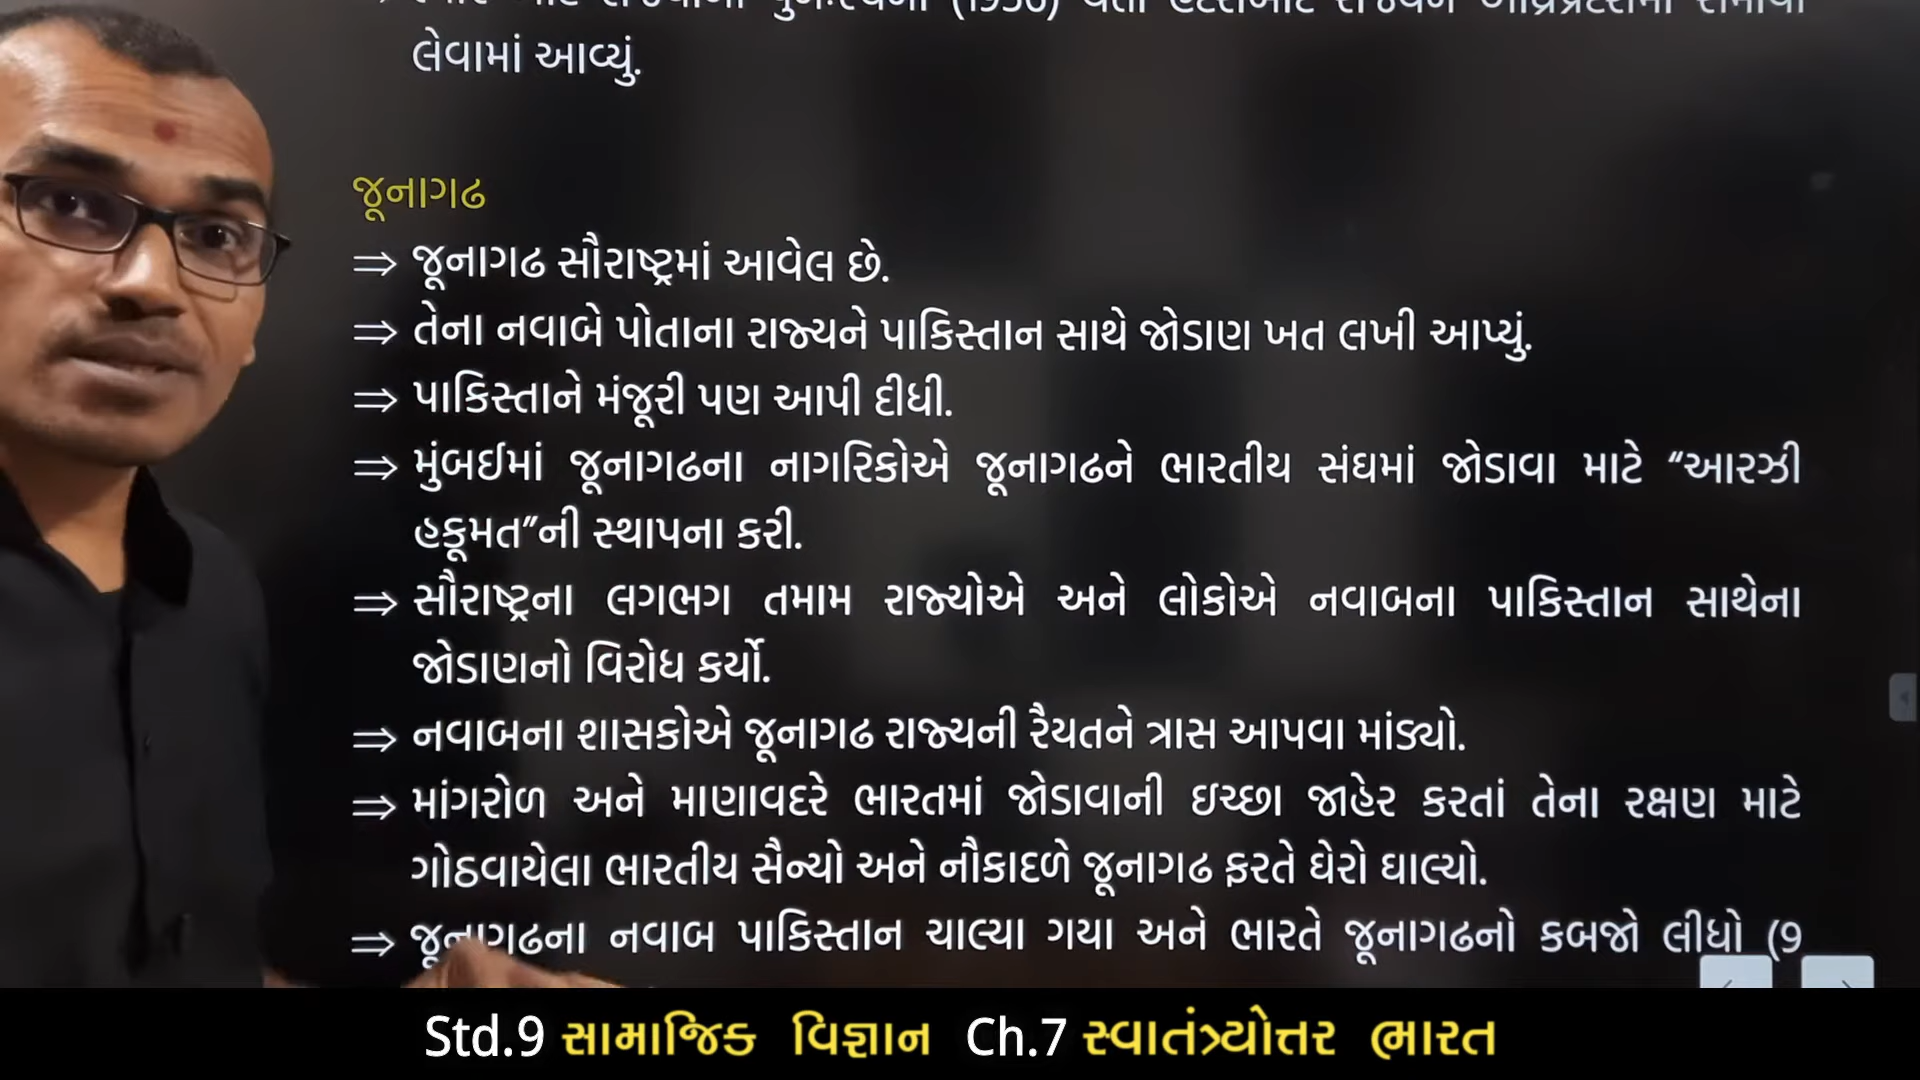 (1956)
લેવામાં આવ્યું.
જૂનાગઢ
⇒ જૂનાગઢ સૌરાષ્ટ્રમાં આવેલ છે.
⇒ તેના નવાબે પોતાના રાજ્યને પાકિસ્તાન સાથે જોડાણ ખત લખી આપ્યું.
⇒ પાકિસ્તાને મંજૂરી પણ આપી દીધી.
⇒ મુંબઈમાં જૂનાગઢના નાગરિકોએ જૂનાગઢને ભારતીય સંઘમાં જોડાવા માટે “આરઝી
હકૂમત”ની સ્થાપના કરી.
⇒ સૌરાષ્ટ્રના લગભગ તમામ રાજ્યોએ અને લોકોએ નવાબના પાકિસ્તાન સાથેના
જોડાણનો વિરોધ કર્યો.
⇒ નવાબના શાસકોએ જૂનાગઢ રાજ્યની રૈયતને ત્રાસ આપવા માંડ્યો.
⇒ માંગરોળ અને માણાવદરે ભારતમાં જોડાવાની ઇચ્છા જાહેર કરતાં તેના રક્ષણ માટે
ગોઠવાયેલા ભારતીય સૈન્યો અને નૌકાદળે જૂનાગઢ ફરતે ઘેરો ઘાલ્યો.
⇒ જૂનાગઢના નવાબ પાકિસ્તાન ચાલ્યા ગયા અને ભારતે જૂનાગઢનો કબજો લીધો (9
Std.9 સામાજિક વિજ્ઞાન Ch.7 સ્વાતંત્ર્યોત્તર ભારત